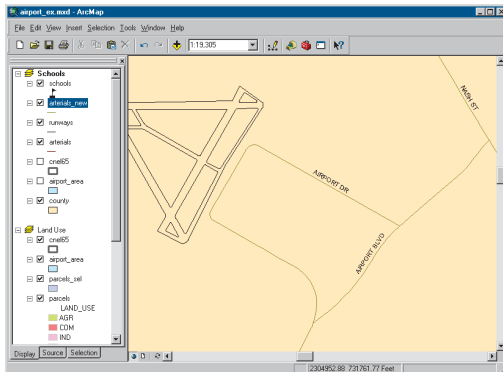 airport_ex.mxd - ArcMap
File Edit View Insert Selection Tools Window Help
1:19,305
Schools
schools
arterials_new
runways
arterials
cnel65
airport_area
county
Land Use
cnel65
airport_area
parcels_sel
parcels
LAND_USE
AGR
COM
IND
Display Source Selection
NASH ST
AIRPORT DR
AIRPORT BLVD
2304952.88 731761.77 Feet